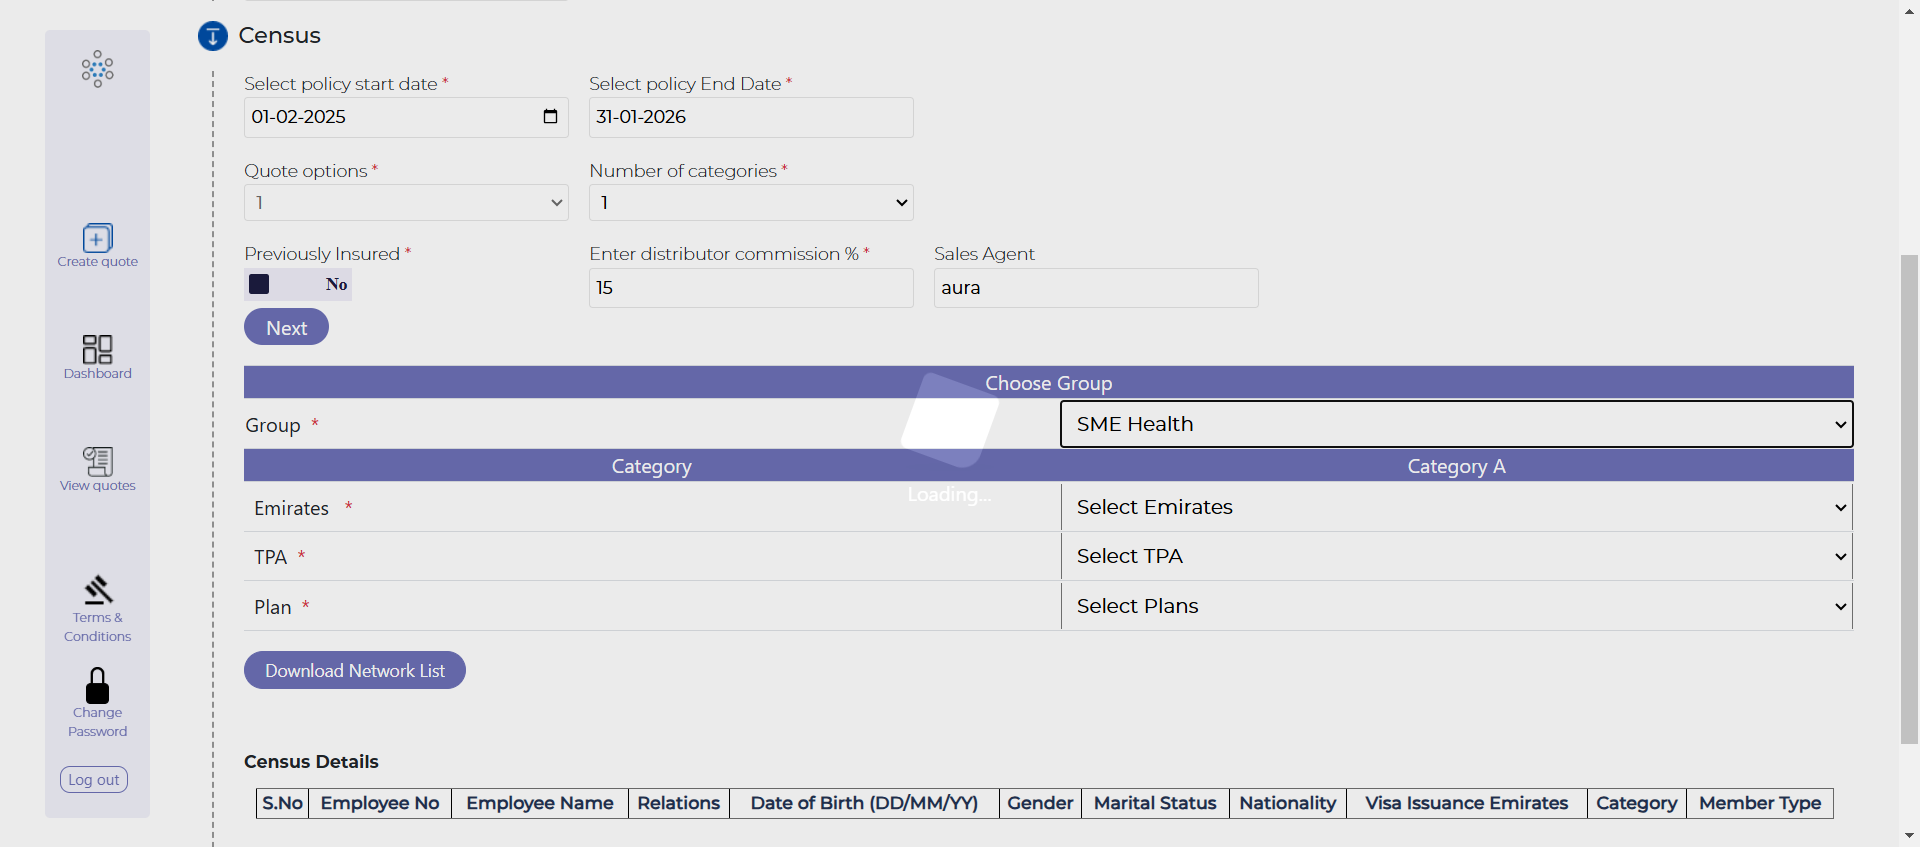 Census
Select policy start date *
Select policy End Date *
01-02-2025
31-01-2026
Quote options *
Number of categories *
1
1
Previously Insured *
Enter distributor commission % *
Sales Agent
No
15
aura
Next
Choose Group
Group *
SME Health
Category
Category A
Loading...
Emirates *
Select Emirates
TPA *
Select TPA
Plan *
Select Plans
Download Network List
Census Details
S.No Employee No Employee Name Relations Date of Birth (DD/MM/YY) Gender Marital Status Nationality Visa Issuance Emirates Category Member Type
Create quote
Dashboard
View quotes
Terms &
Conditions
Change
Password
Log out